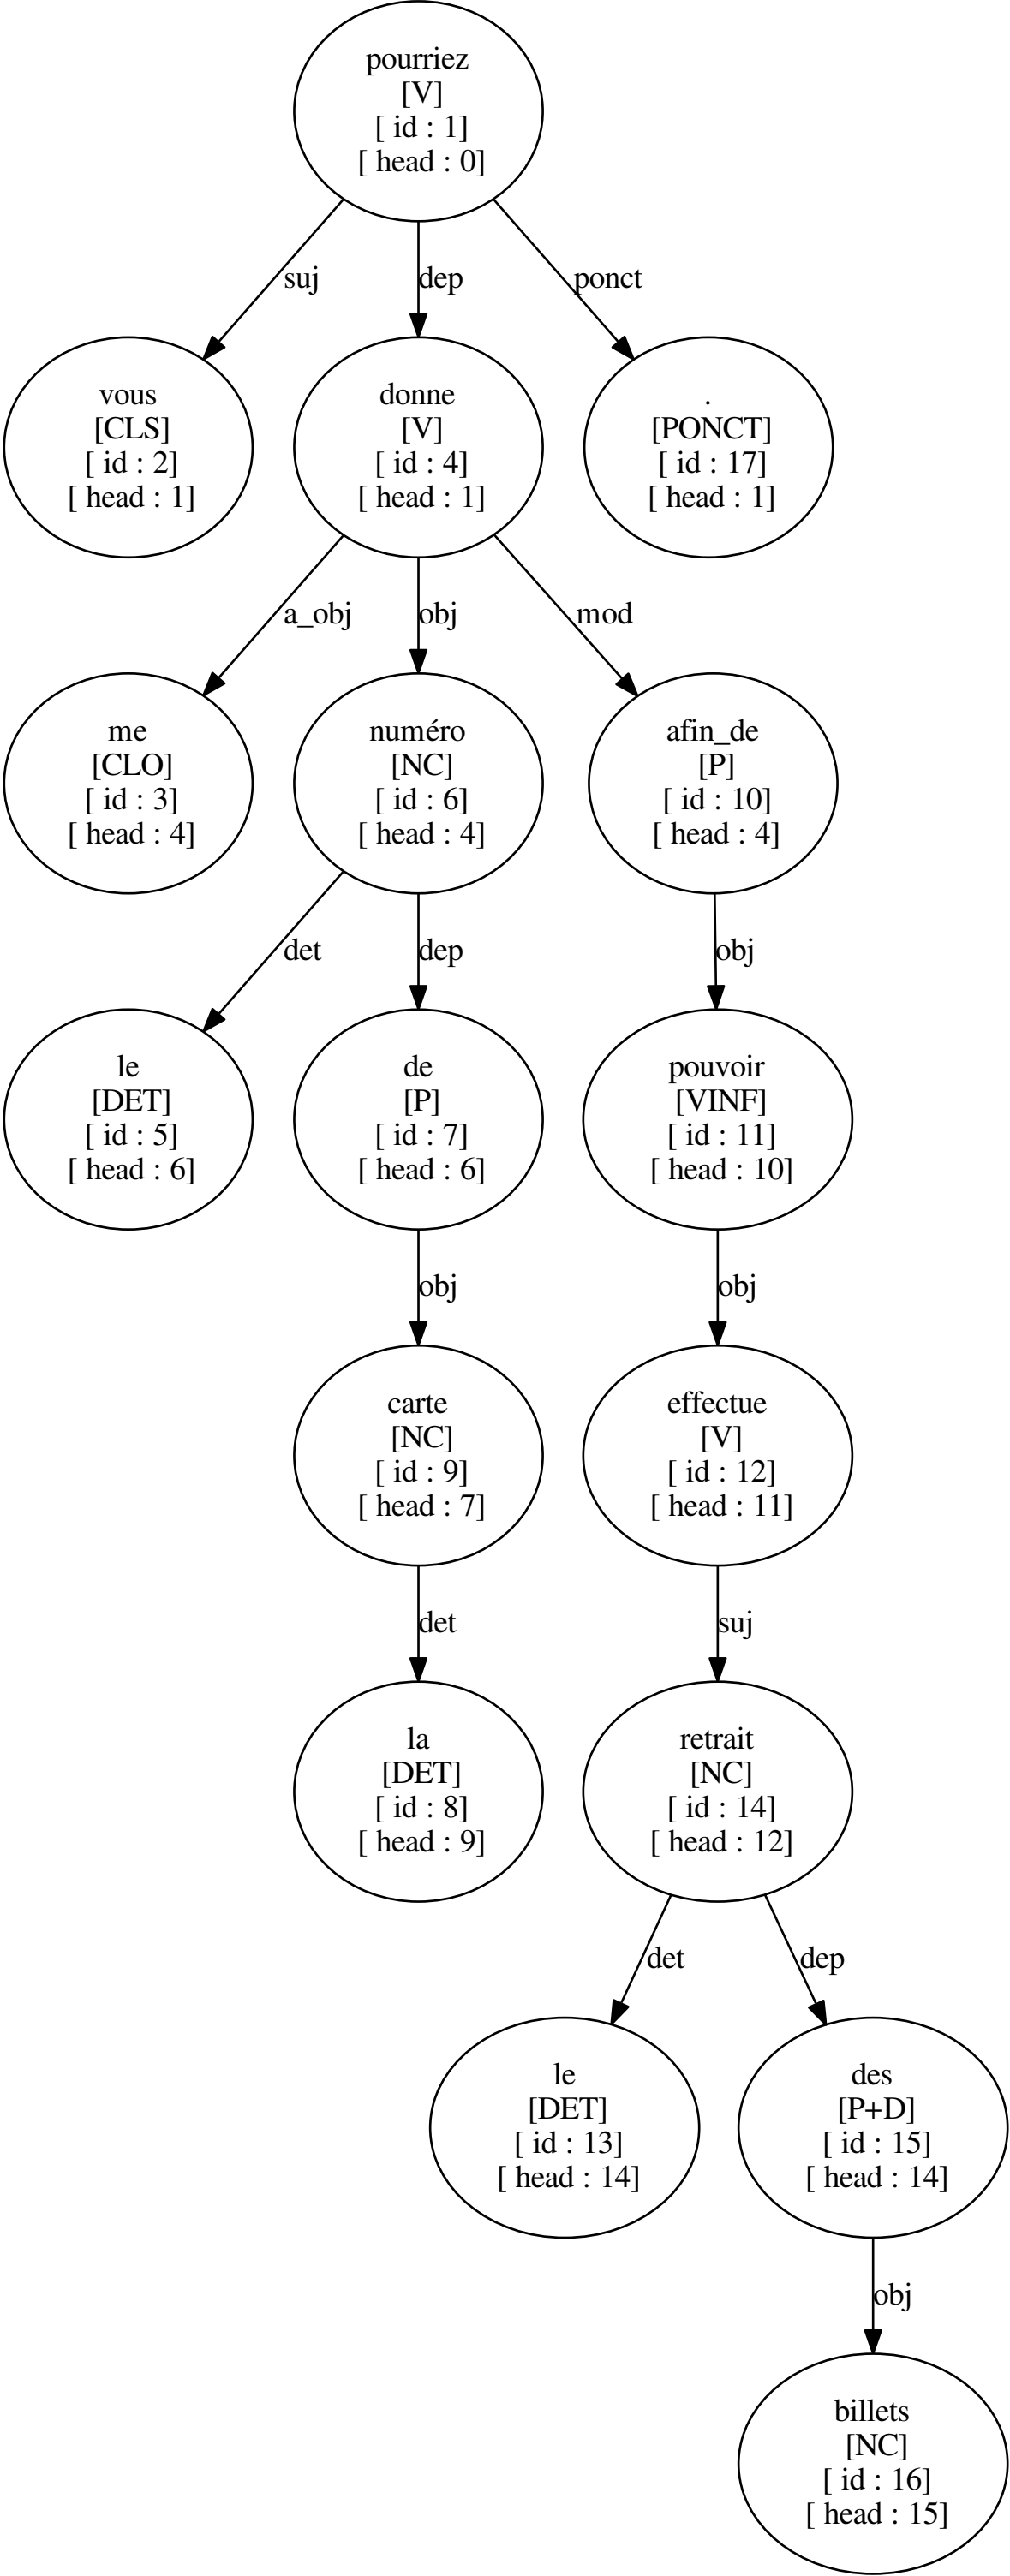 pourriez
[V]
[ id : 1]
[ head : 0]
suj
dep
ponct
vous
[CLS]
[ id : 2]
[ head : 1]
donne
[V]
[ id : 4]
[ head : 1]
.
[PONCT]
[ id : 17]
[ head : 1]
a_obj
obj
mod
me
[CLO]
[ id : 3]
[ head : 4]
numéro
[NC]
[ id : 6]
[ head : 4]
afin_de
[P]
[ id : 10]
[ head : 4]
det
dep
obj
le
[DET]
[ id : 5]
[ head : 6]
de
[P]
[ id : 7]
[ head : 6]
pouvoir
[VINF]
[ id : 11]
[ head : 10]
obj
obj
carte
[NC]
[ id : 9]
[ head : 7]
effectue
[V]
[ id : 12]
[ head : 11]
det
suj
la
[DET]
[ id : 8]
[ head : 9]
retrait
[NC]
[ id : 14]
[ head : 12]
det
dep
le
[DET]
[ id : 13]
[ head : 14]
des
[P+D]
[ id : 15]
[ head : 14]
obj
billets
[NC]
[ id : 16]
[ head : 15]